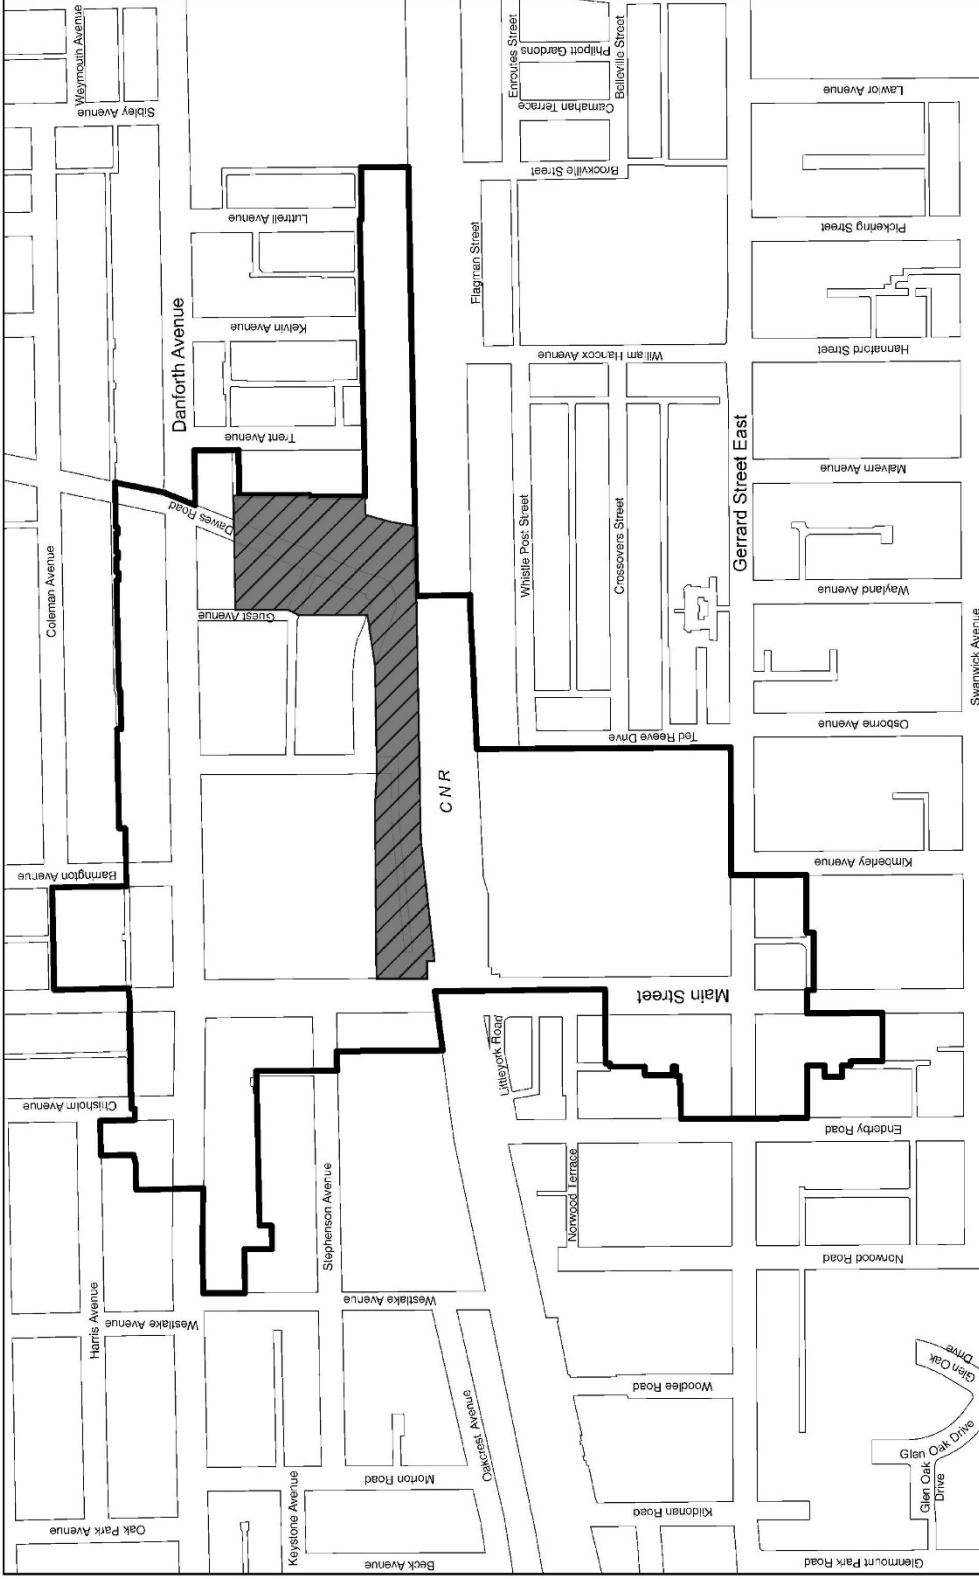 Weymouth Avenue
Sibley Avenue
Enroutes Street
Philpott Gardens
Belleville Street
Carnahan Terrace
Lawlor Avenue
Brockville Street
Luttrell Avenue
Pickering Street
Flagman Street
Danforth Avenue
Kelvin Avenue
William Hancox Avenue
Hannaford Street
Trent Avenue
Gerrard Street East
Malvern Avenue
Dawes Road
Coleman Avenue
Whistle Post Street
Crossovers Street
Wayland Avenue
Guest Avenue
Swanwick Avenue
Osborne Avenue
Ted Reeve Drive
CNR
Barrington Avenue
Kimberley Avenue
Main Street
Littleyork Road
Chisholm Avenue
Enderby Road
Stephenson Avenue
Norwood Terrace
Norwood Road
Harris Avenue
Westlake Avenue
Westlake Avenue
Glen Oak
Drive
Woodlee Road
Oakcrest Avenue
Glen Oak Drive
Morton Road
Glen Oak
Drive
Oak Park Avenue
Keystone Avenue
Kildonan Road
Beck Avenue
Glenmount Park Road